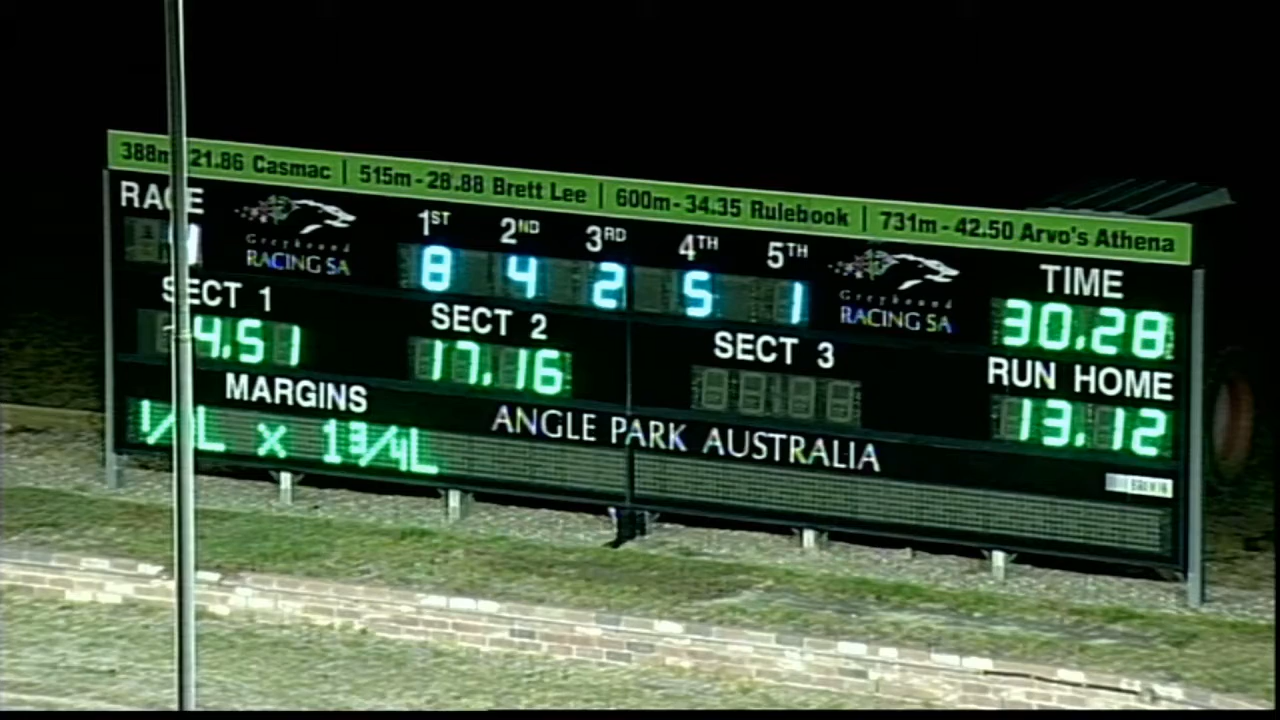 21.86 Casmac | 515m - 28.88 Brett Lee | 600m - 34.35 Rulebook | 731m - 42.50 Arvo's Athena
RACE
Greyhound
RACING SA
1ST 2ND 3RD 4TH 5TH
8 4 2 5 1
Greyhound
RACING SA
TIME
30.28
SECT 1
4.51
SECT 2
17.16
SECT 3
RUN HOME
13.12
MARGINS
L x 1 3/4L
ANGLE PARK AUSTRALIA